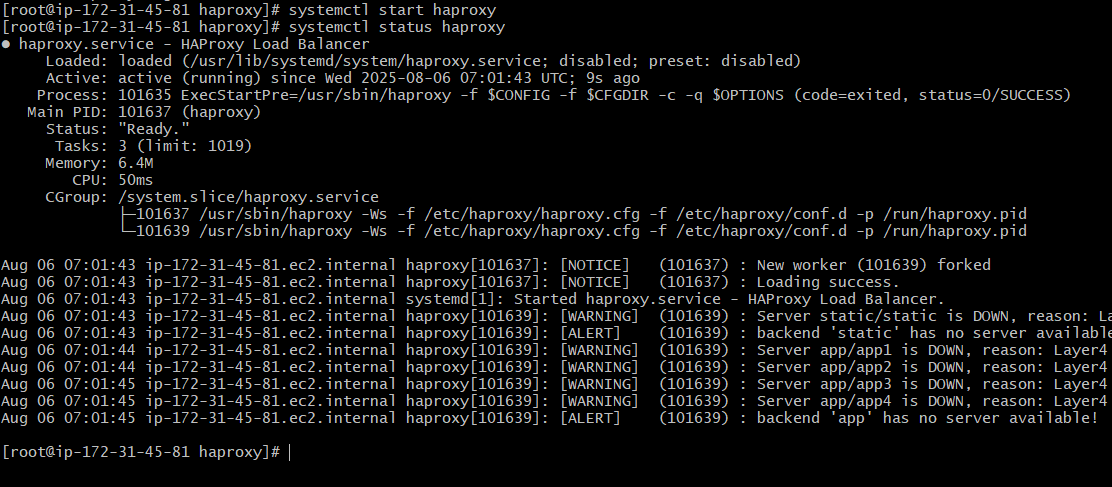 [root@ip-172-31-45-81 haproxy]# systemctl start haproxy
[root@ip-172-31-45-81 haproxy]# systemctl status haproxy
● haproxy.service - HAProxy Load Balancer
     Loaded: loaded (/usr/lib/systemd/system/haproxy.service; disabled; preset: disabled)
     Active: active (running) since Wed 2025-08-06 07:01:43 UTC; 9s ago
    Process: 101635 ExecStartPre=/usr/sbin/haproxy -f $CONFIG -f $CFGDIR -c -q $OPTIONS (code=exited, status=0/SUCCESS)
   Main PID: 101637 (haproxy)
     Status: "Ready."
      Tasks: 3 (limit: 1019)
     Memory: 6.4M
        CPU: 50ms
     CGroup: /system.slice/haproxy.service
             ├─101637 /usr/sbin/haproxy -Ws -f /etc/haproxy/haproxy.cfg -f /etc/haproxy/conf.d -p /run/haproxy.pid
             └─101639 /usr/sbin/haproxy -Ws -f /etc/haproxy/haproxy.cfg -f /etc/haproxy/conf.d -p /run/haproxy.pid
Aug 06 07:01:43 ip-172-31-45-81.ec2.internal haproxy[101637]: [NOTICE]   (101637) : New worker (101639) forked
Aug 06 07:01:43 ip-172-31-45-81.ec2.internal haproxy[101637]: [NOTICE]   (101637) : Loading success.
Aug 06 07:01:43 ip-172-31-45-81.ec2.internal systemd[1]: Started haproxy.service - HAProxy Load Balancer.
Aug 06 07:01:43 ip-172-31-45-81.ec2.internal haproxy[101639]: [WARNING]  (101639) : Server static/static is DOWN, reason: La
Aug 06 07:01:43 ip-172-31-45-81.ec2.internal haproxy[101639]: [ALERT]    (101639) : backend 'static' has no server available
Aug 06 07:01:44 ip-172-31-45-81.ec2.internal haproxy[101639]: [WARNING]  (101639) : Server app/app1 is DOWN, reason: Layer4
Aug 06 07:01:44 ip-172-31-45-81.ec2.internal haproxy[101639]: [WARNING]  (101639) : Server app/app2 is DOWN, reason: Layer4
Aug 06 07:01:45 ip-172-31-45-81.ec2.internal haproxy[101639]: [WARNING]  (101639) : Server app/app3 is DOWN, reason: Layer4
Aug 06 07:01:45 ip-172-31-45-81.ec2.internal haproxy[101639]: [WARNING]  (101639) : Server app/app4 is DOWN, reason: Layer4
Aug 06 07:01:45 ip-172-31-45-81.ec2.internal haproxy[101639]: [ALERT]    (101639) : backend 'app' has no server available!
[root@ip-172-31-45-81 haproxy]#